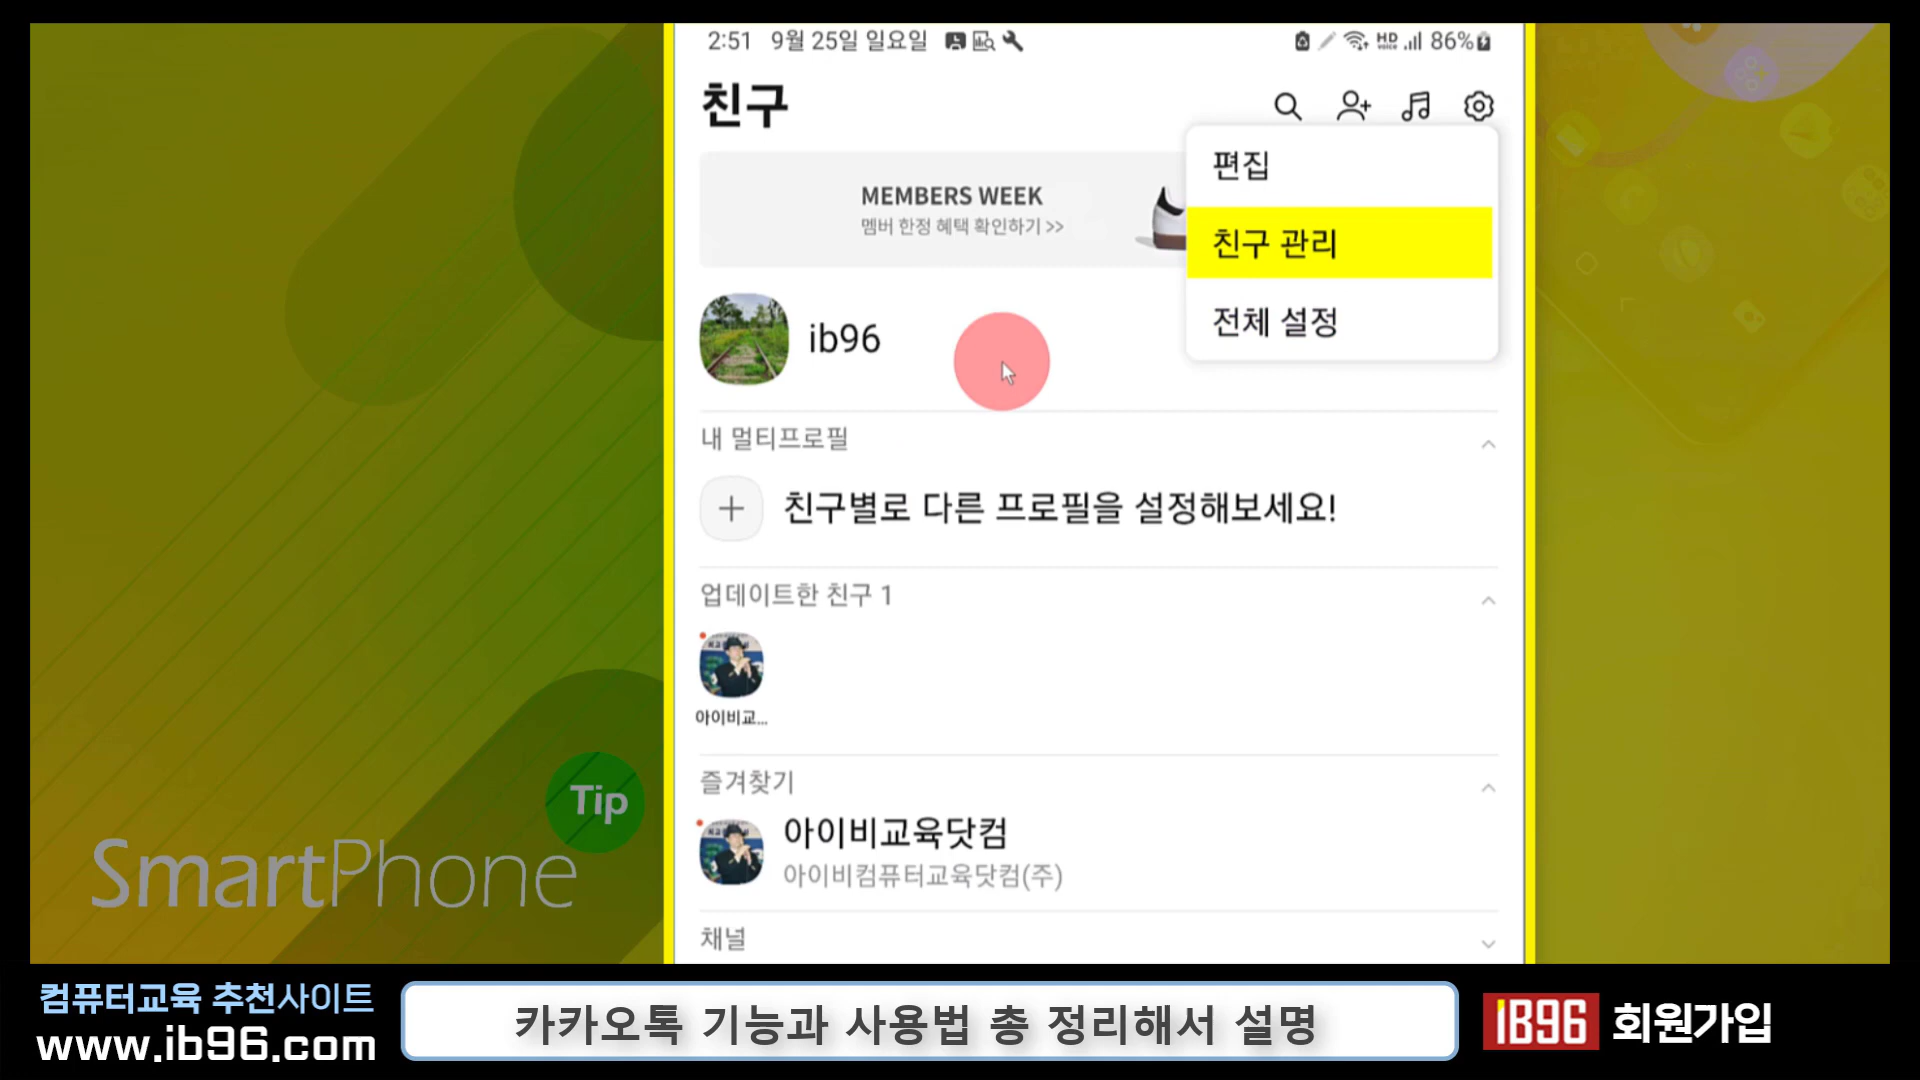 2:51 9월 25일 일요일
HD voice 86%
친구
편집
친구 관리
전체 설정
MEMBERS WEEK
멤버 한정 혜택 확인하기 >>
ib96
내 멀티프로필
친구별로 다른 프로필을 설정해보세요!
업데이트한 친구 1
아이비교...
즐겨찾기
아이비교육닷컴
아이비컴퓨터교육닷컴(주)
채널
Tip
SmartPhone
컴퓨터교육 추천사이트
www.ib96.com
카카오톡 기능과 사용법 총 정리해서 설명
IB96 회원가입